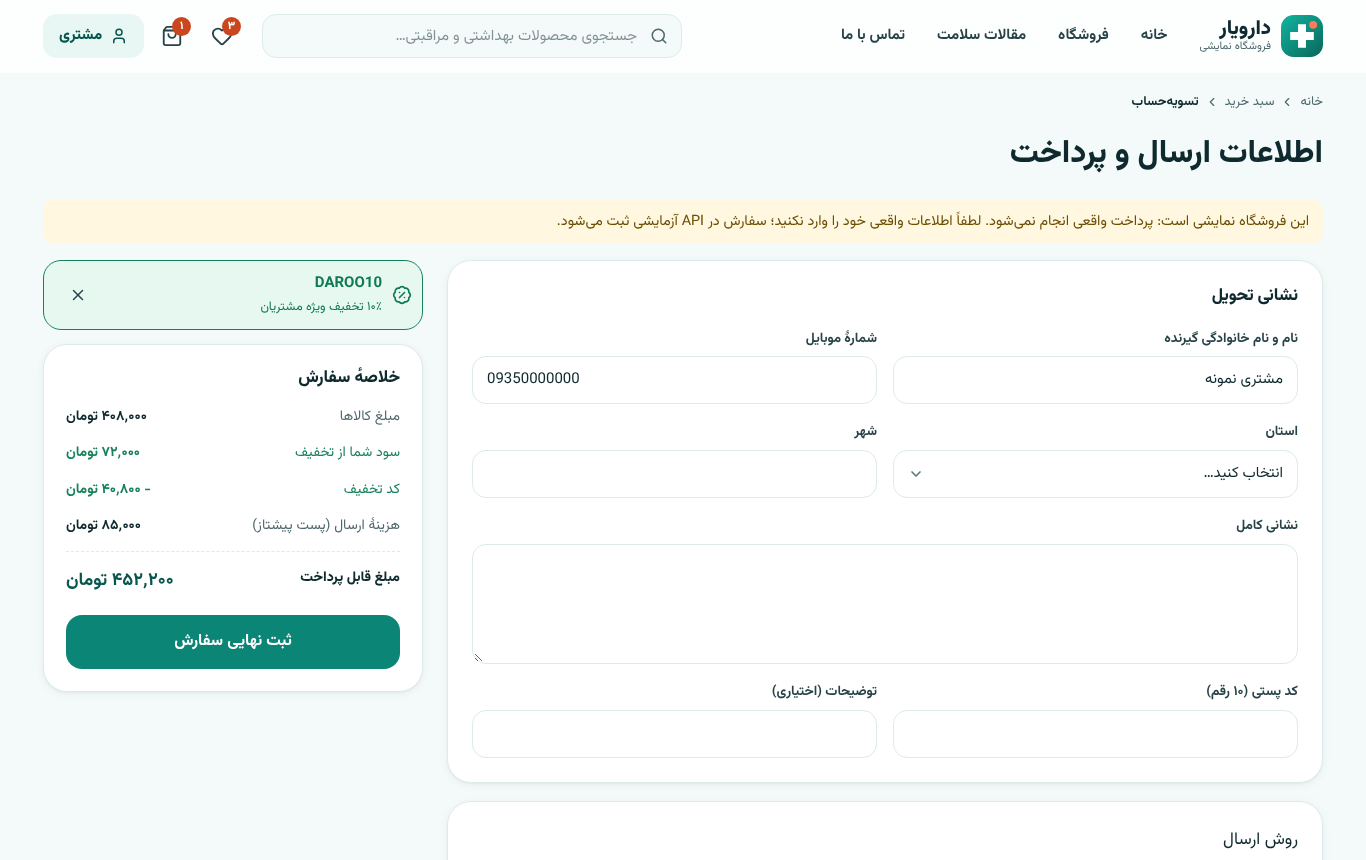 دارویار
فروشگاه نمایشی
خانه
فروشگاه
مقالات سلامت
تماس با ما
جستجوی محصولات بهداشتی و مراقبتی...
۳
۱
مشتری
خانه
سبد خرید
تسویه‌حساب
اطلاعات ارسال و پرداخت
این فروشگاه نمایشی است: پرداخت واقعی انجام نمی‌شود. لطفاً اطلاعات واقعی خود را وارد نکنید؛ سفارش در API آزمایشی ثبت می‌شود.
نشانی تحویل
نام و نام خانوادگی گیرنده
شمارهٔ موبایل
مشتری نمونه
09350000000
استان
شهر
انتخاب کنید...
نشانی کامل
کد پستی (۱۰ رقم)
توضیحات (اختیاری)
روش ارسال
DAROO10
۱۰٪ تخفیف ویژه مشتریان
خلاصهٔ سفارش
مبلغ کالاها
۴۰۸,۰۰۰ تومان
سود شما از تخفیف
۷۲,۰۰۰ تومان
کد تخفیف
− ۴۰,۸۰۰ تومان
هزینهٔ ارسال (پست پیشتاز)
۸۵,۰۰۰ تومان
مبلغ قابل پرداخت
۴۵۲,۲۰۰ تومان
ثبت نهایی سفارش